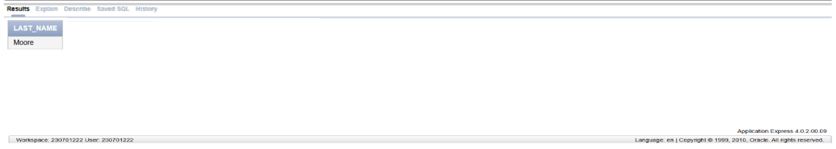 Results Explain Describe Saved SQL History
LAST_NAME
Moore
Application Express 4.0.2.00.09
Workspace: 230701222 User: 230701222
Language: en | Copyright © 1999, 2010, Oracle. All rights reserved.